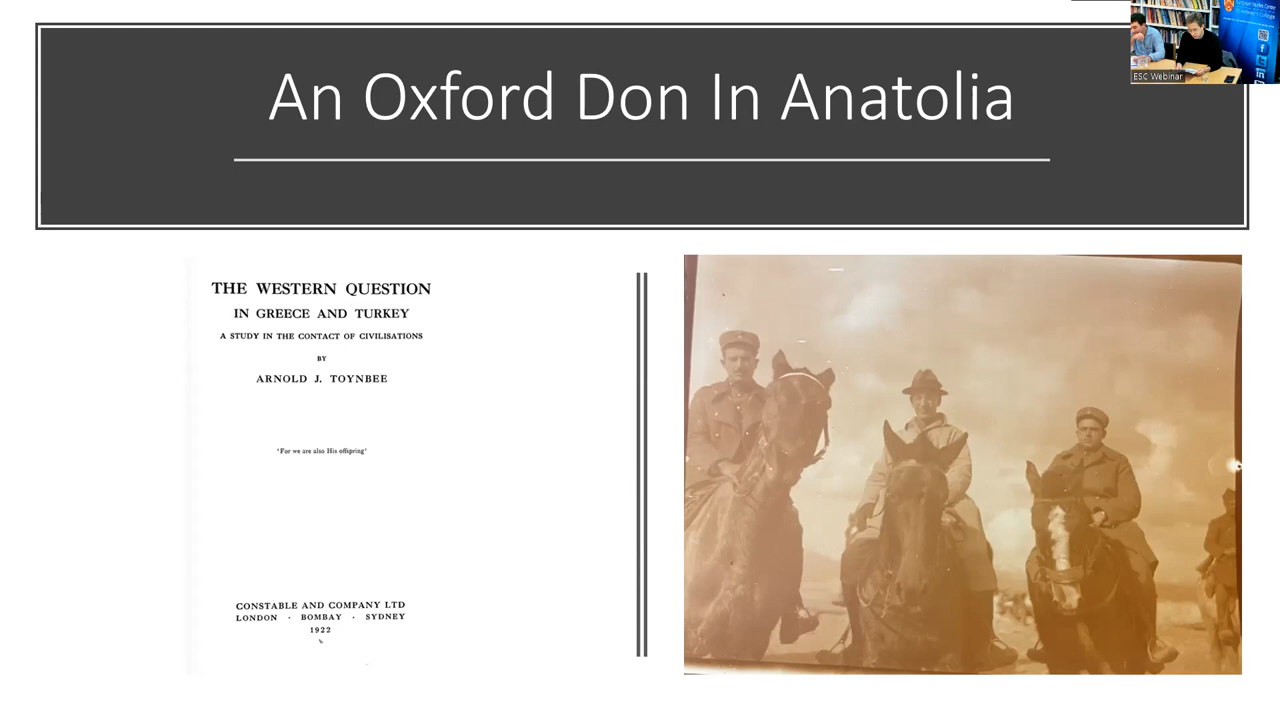 An Oxford Don In Anatolia
ESC Webinar
THE WESTERN QUESTION
IN GREECE AND TURKEY
A STUDY IN THE CONTACT OF CIVILISATIONS
BY
ARNOLD J. TOYNBEE
'For we are also His offspring'
CONSTABLE AND COMPANY LTD
LONDON · BOMBAY · SYDNEY
1922